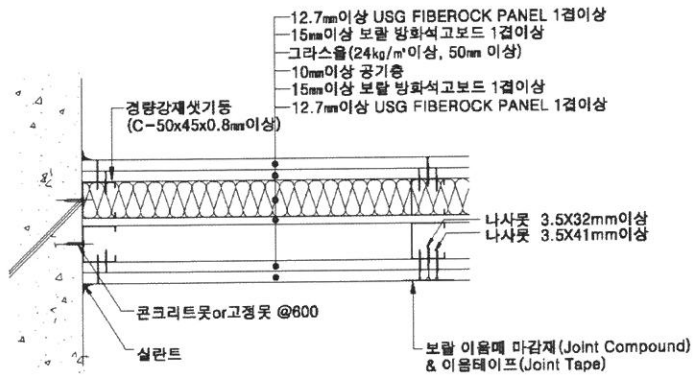 12.7㎜이상 USG FIBEROCK PANEL 1겹이상
15㎜이상 보랄 방화석고보드 1겹이상
그라스울(24kg/㎥이상, 50㎜ 이상)
10㎜이상 공기층
15㎜이상 보랄 방화석고보드 1겹이상
12.7㎜이상 USG FIBEROCK PANEL 1겹이상
경량강재샛기둥
(C-50x45x0.8㎜이상)
나사못 3.5X32mm이상
나사못 3.5X41mm이상
콘크리트못or고정못 @600
실란트
보랄 이음매 마감재(Joint Compound)
& 이음테이프(Joint Tape)